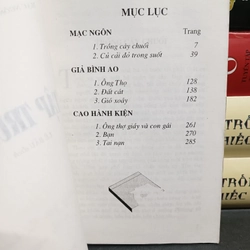 MỤC LỤC
MẠC NGÔN Trang
1. Trống cây chuối 7
2. Củ cải đỏ trong suốt 39
GIẢ BÌNH AO
1. Ông Thọ 128
2. Đất cát 138
3. Gió soáy 182
CAO HÀNH KIỆN
1. Ông thợ giày và con gái 261
2. Bạn 270
3. Tai nạn 285